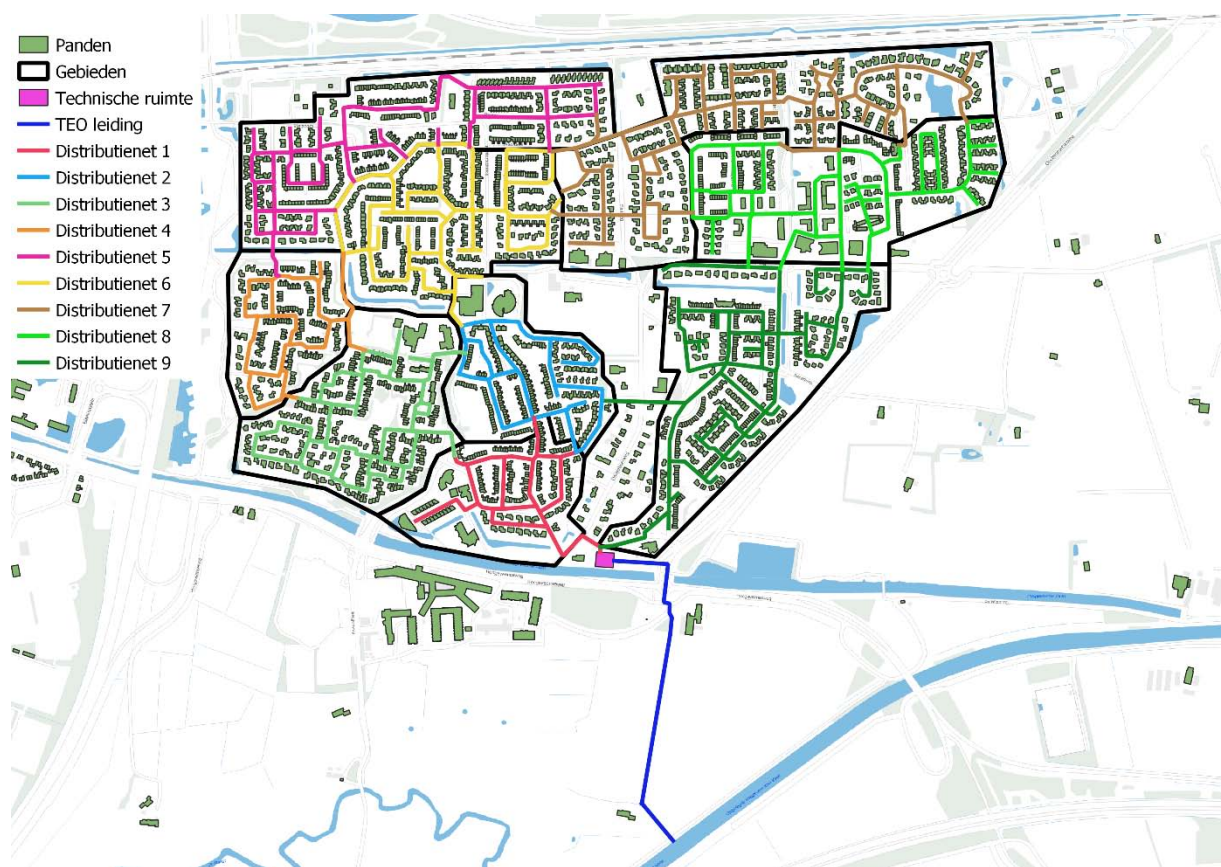 Panden
Gebieden
Technische ruimte
TEO leiding
Distributienet 1
Distributienet 2
Distributienet 3
Distributienet 4
Distributienet 5
Distributienet 6
Distributienet 7
Distributienet 8
Distributienet 9